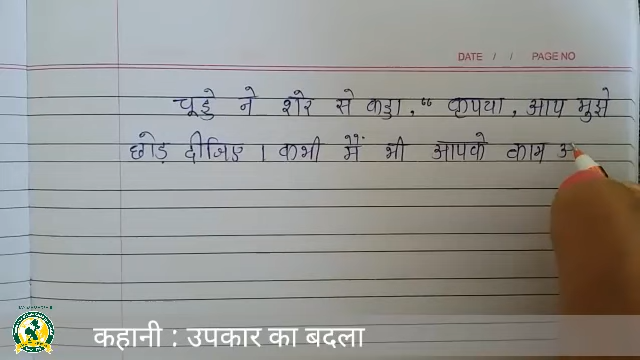 DATE / / PAGE NO
चूहे ने शेर से कहा, “ कृपया, आप मुझे
छोड़ दीजिए । कभी मैं भी आपके काम अ
कहानी : उपकार का बदला